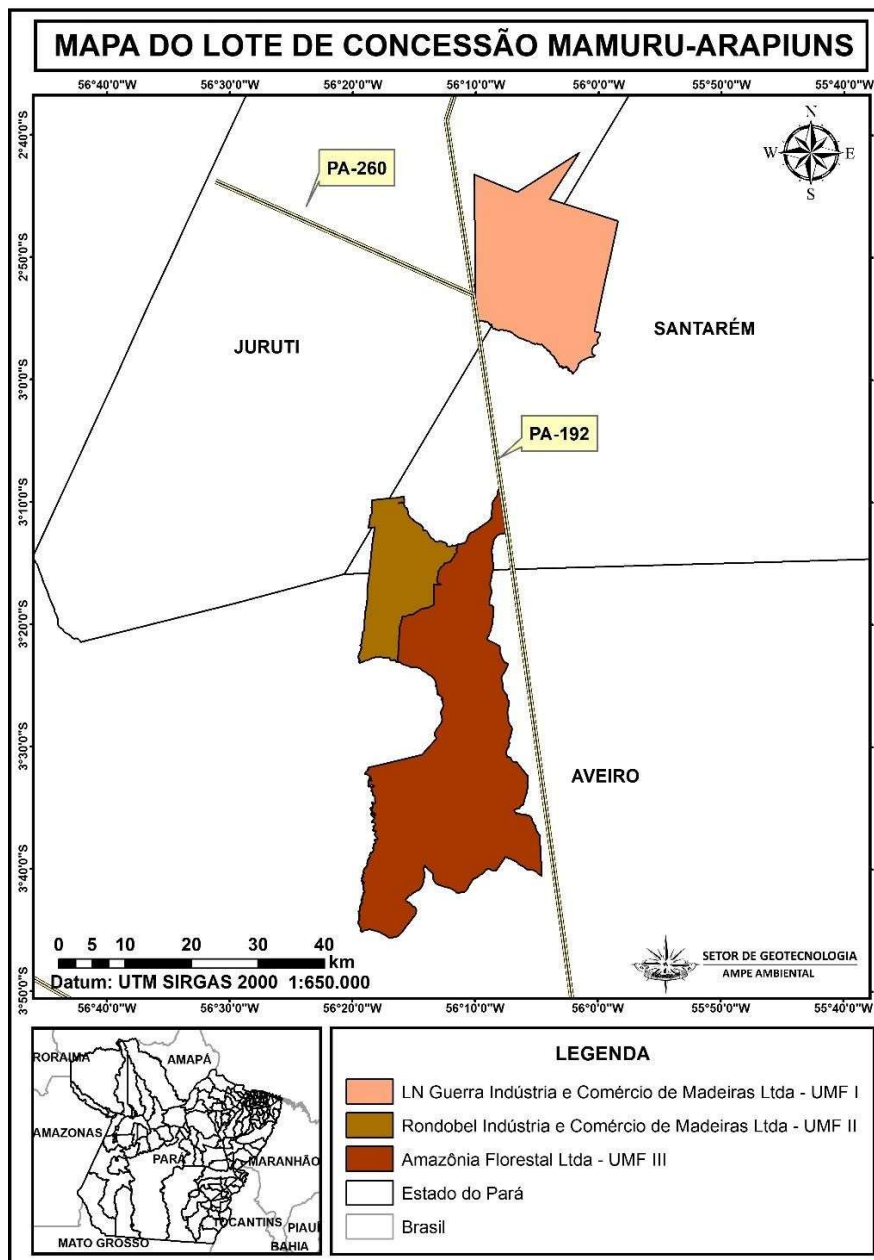 MAPA DO LOTE DE CONCESSÃO MAMURU-ARAPIUNS
56°40'0"W 56°30'0"W 56°20'0"W 56°10'0"W 56°0'0"W 55°50'0"W 55°40'0"W
2°40'0"S
2°50'0"S
3°0'0"S
3°10'0"S
3°20'0"S
3°30'0"S
3°40'0"S
3°50'0"S
N
W E
S
PA-260
JURUTI
SANTARÉM
PA-192
AVEIRO
0 5 10 20 30 40
km
Datum: UTM SIRGAS 2000 1:650.000
SETOR DE GEOTECNOLOGIA
AMPE AMBIENTAL
56°40'0"W 56°30'0"W 56°20'0"W 56°10'0"W 56°0'0"W 55°50'0"W 55°40'0"W
RORAIMA
AMAPÁ
AMAZONAS
PARÁ
MARANHÃO
TOCANTINS
PIAUÍ
MATO GROSSO
BAHIA
LEGENDA
LN Guerra Indústria e Comércio de Madeiras Ltda - UMF I
Rondobel Indústria e Comércio de Madeiras Ltda - UMF II
Amazônia Florestal Ltda - UMF III
Estado do Pará
Brasil